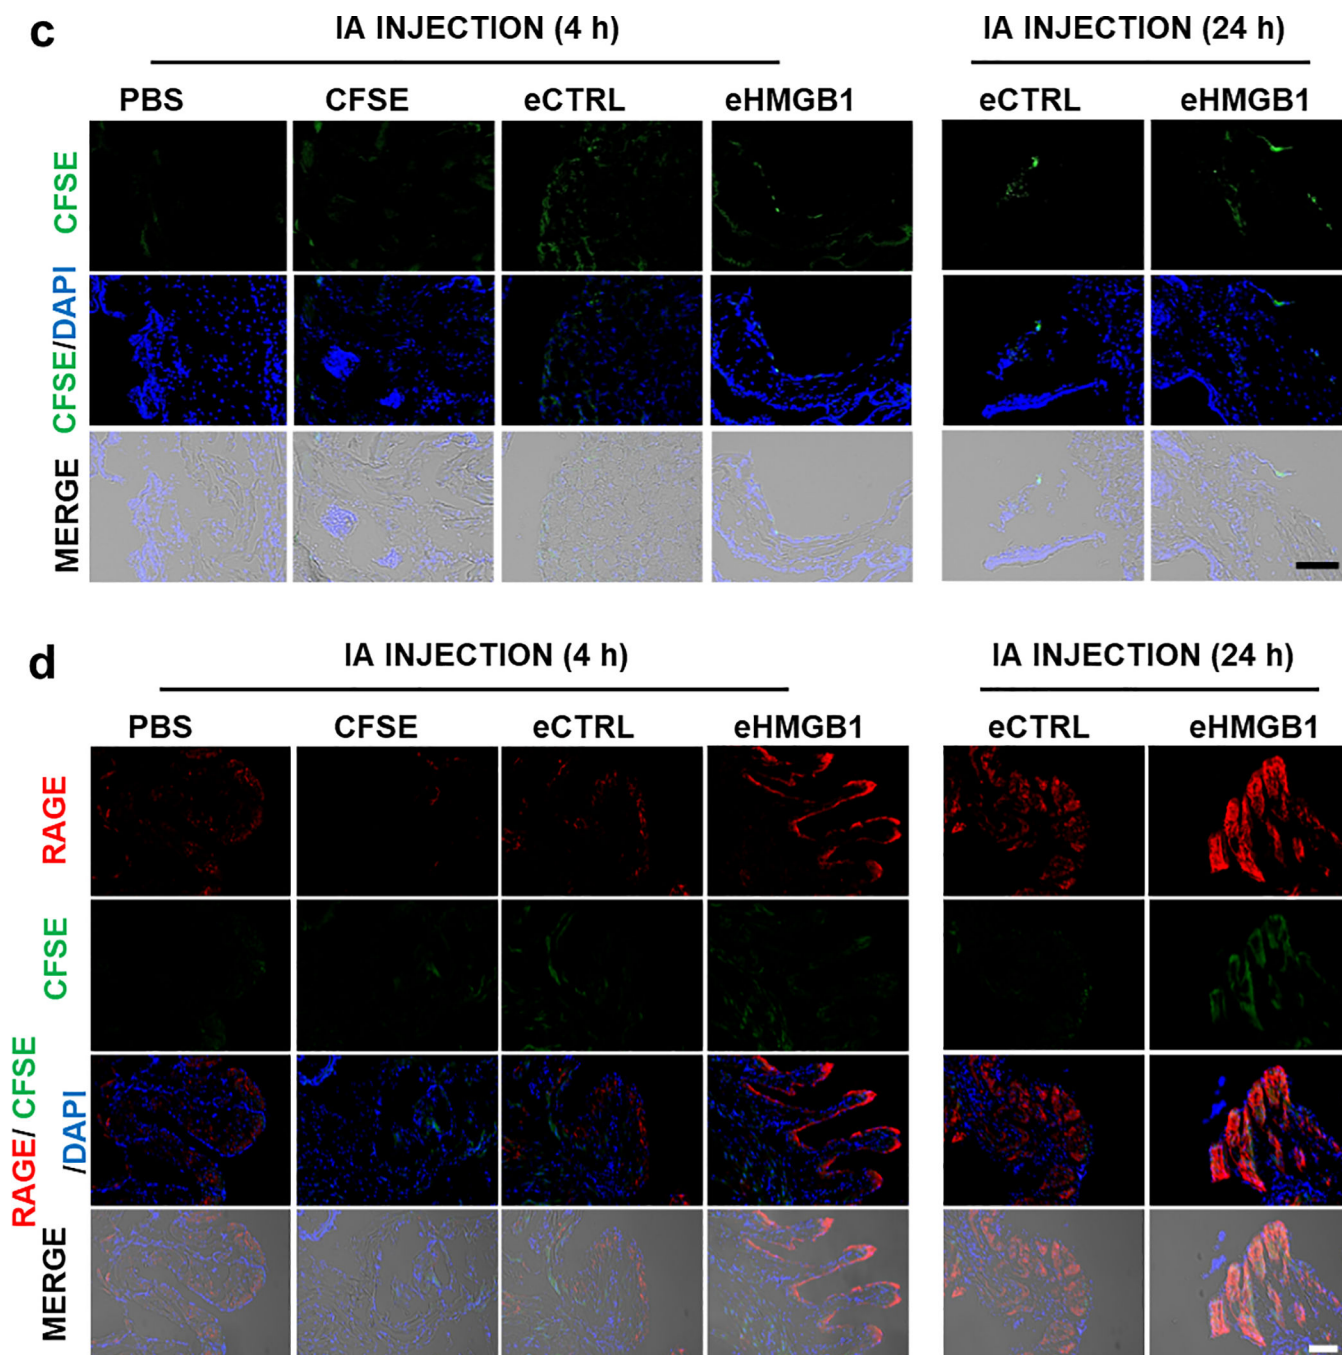 c
IA INJECTION (4 h)
IA INJECTION (24 h)
PBS
CFSE
eCTRL
eHMGB1
eCTRL
eHMGB1
CFSE
CFSE/DAPI
MERGE
d
IA INJECTION (4 h)
IA INJECTION (24 h)
PBS
CFSE
eCTRL
eHMGB1
eCTRL
eHMGB1
RAGE
CFSE
RAGE/ CFSE
/DAPI
MERGE